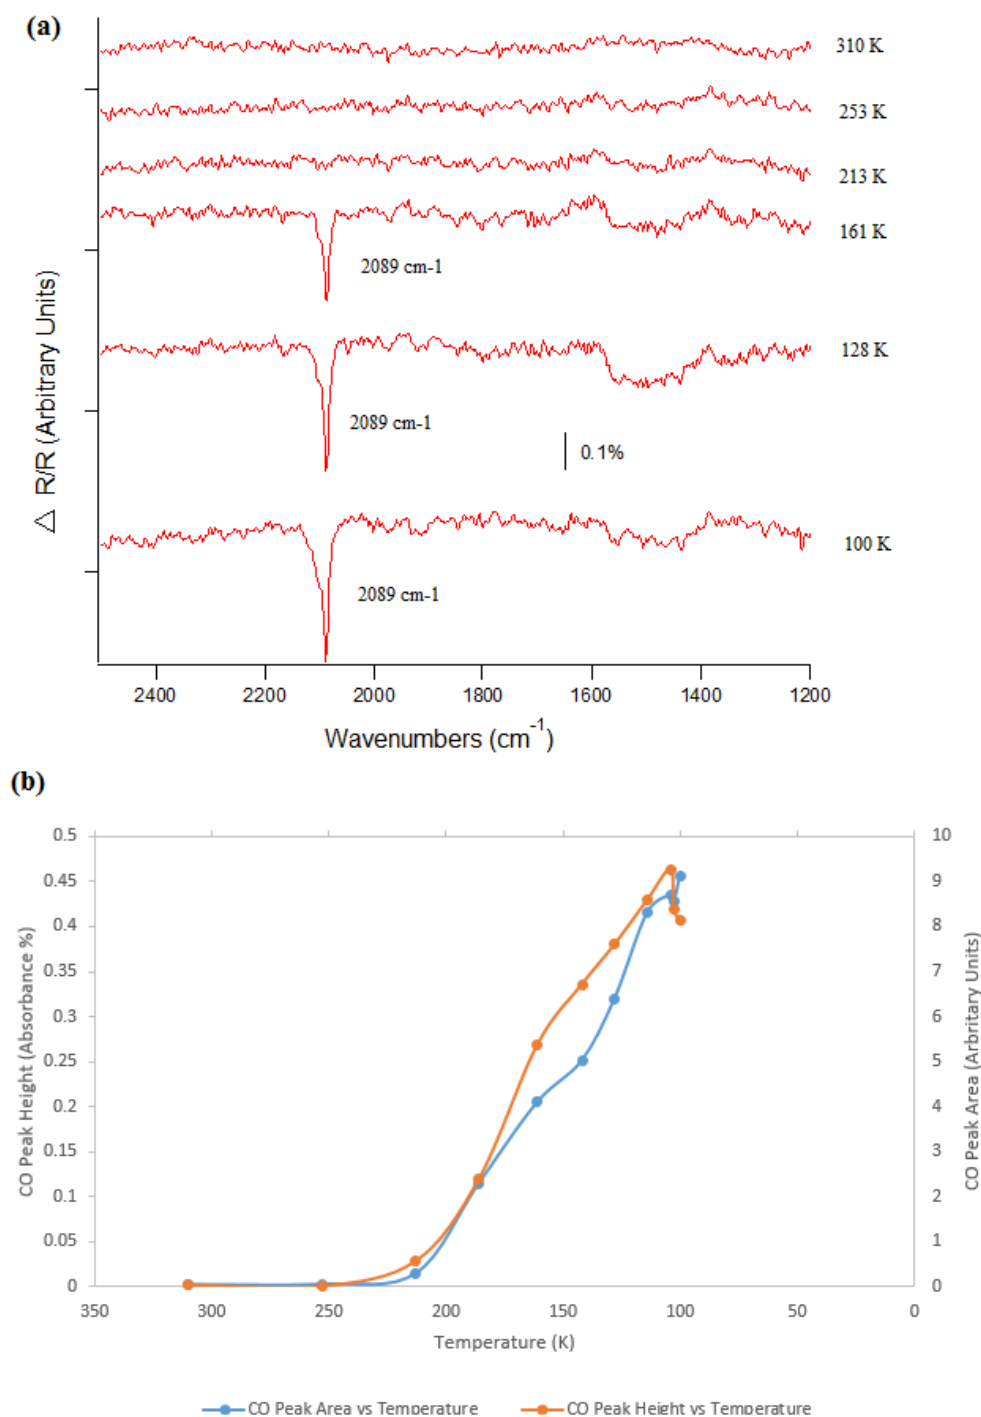 (a)
310 K
253 K
213 K
161 K
2089 cm-1
128 K
2089 cm-1
0.1%
100 K
2089 cm-1
△ R/R (Arbitrary Units)
2400 2200 2000 1800 1600 1400 1200
Wavenumbers (cm-1)
(b)
0.5 10
0.45 9
0.4 8
0.35 7
0.3 6
0.25 5
0.2 4
0.15 3
0.1 2
0.05 1
0 0
CO Peak Height (Absorbance %)
CO Peak Area (Arbritary Units)
350 300 250 200 150 100 50 0
Temperature (K)
CO Peak Area vs Temperature CO Peak Height vs Temperature